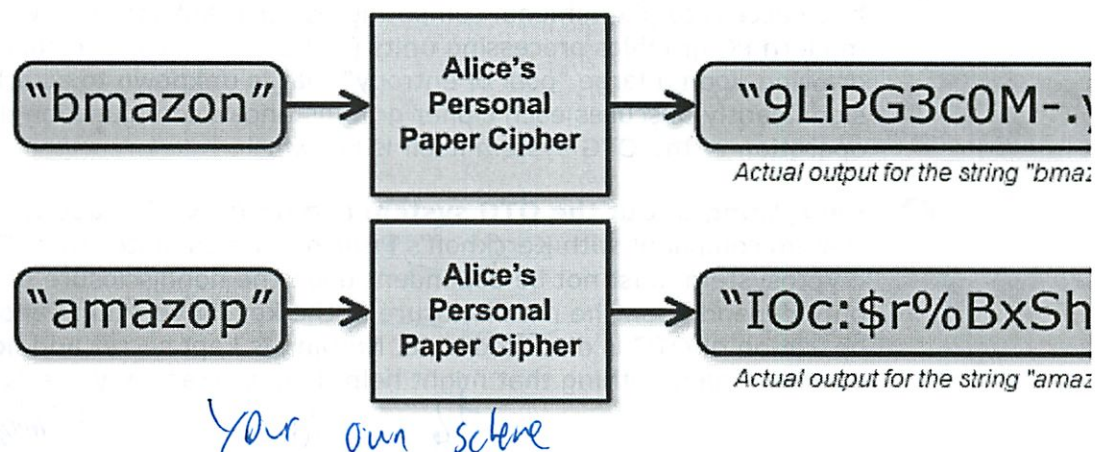 "bmazon"
Alice's
Personal
Paper Cipher
"9LiPG3c0M-.y
Actual output for the string "bmaz
"amazop"
Alice's
Personal
Paper Cipher
"IOc:$r%BxSh
Actual output for the string "amaz
Your own scheme